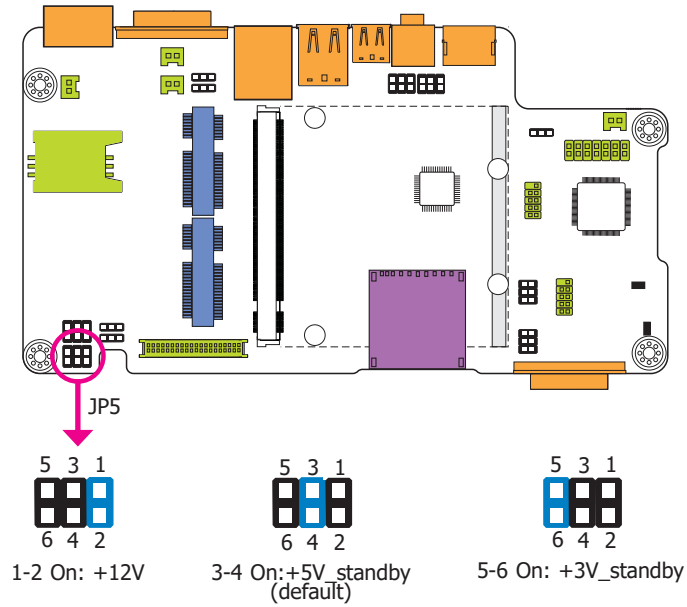 JP5
5 3 1
5 3 1
5 3 1
6 4 2
6 4 2
6 4 2
1-2 On: +12V
3-4 On:+5V_standby
(default)
5-6 On: +3V_standby